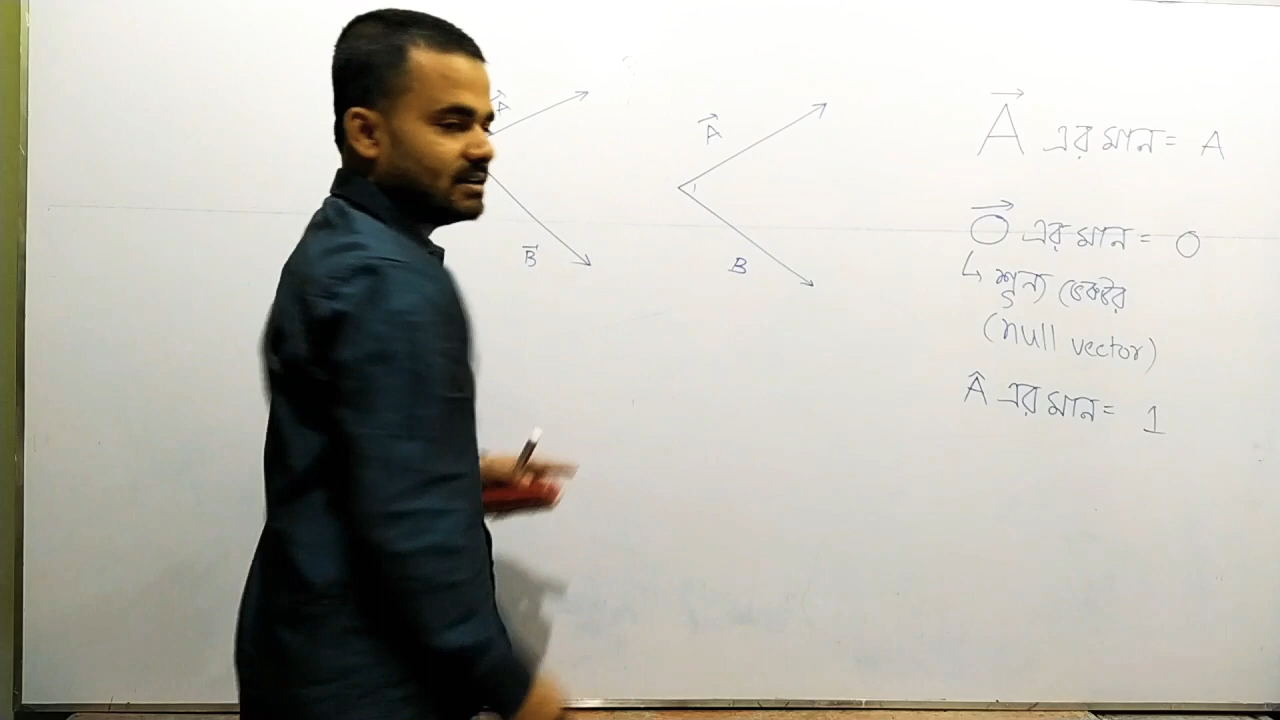 A⃗
B⃗
A⃗
B
A⃗ এর মান = A
O⃗ এর মান = 0
↳ শূন্য ভেক্টর
(null vector)
Â এর মান = 1